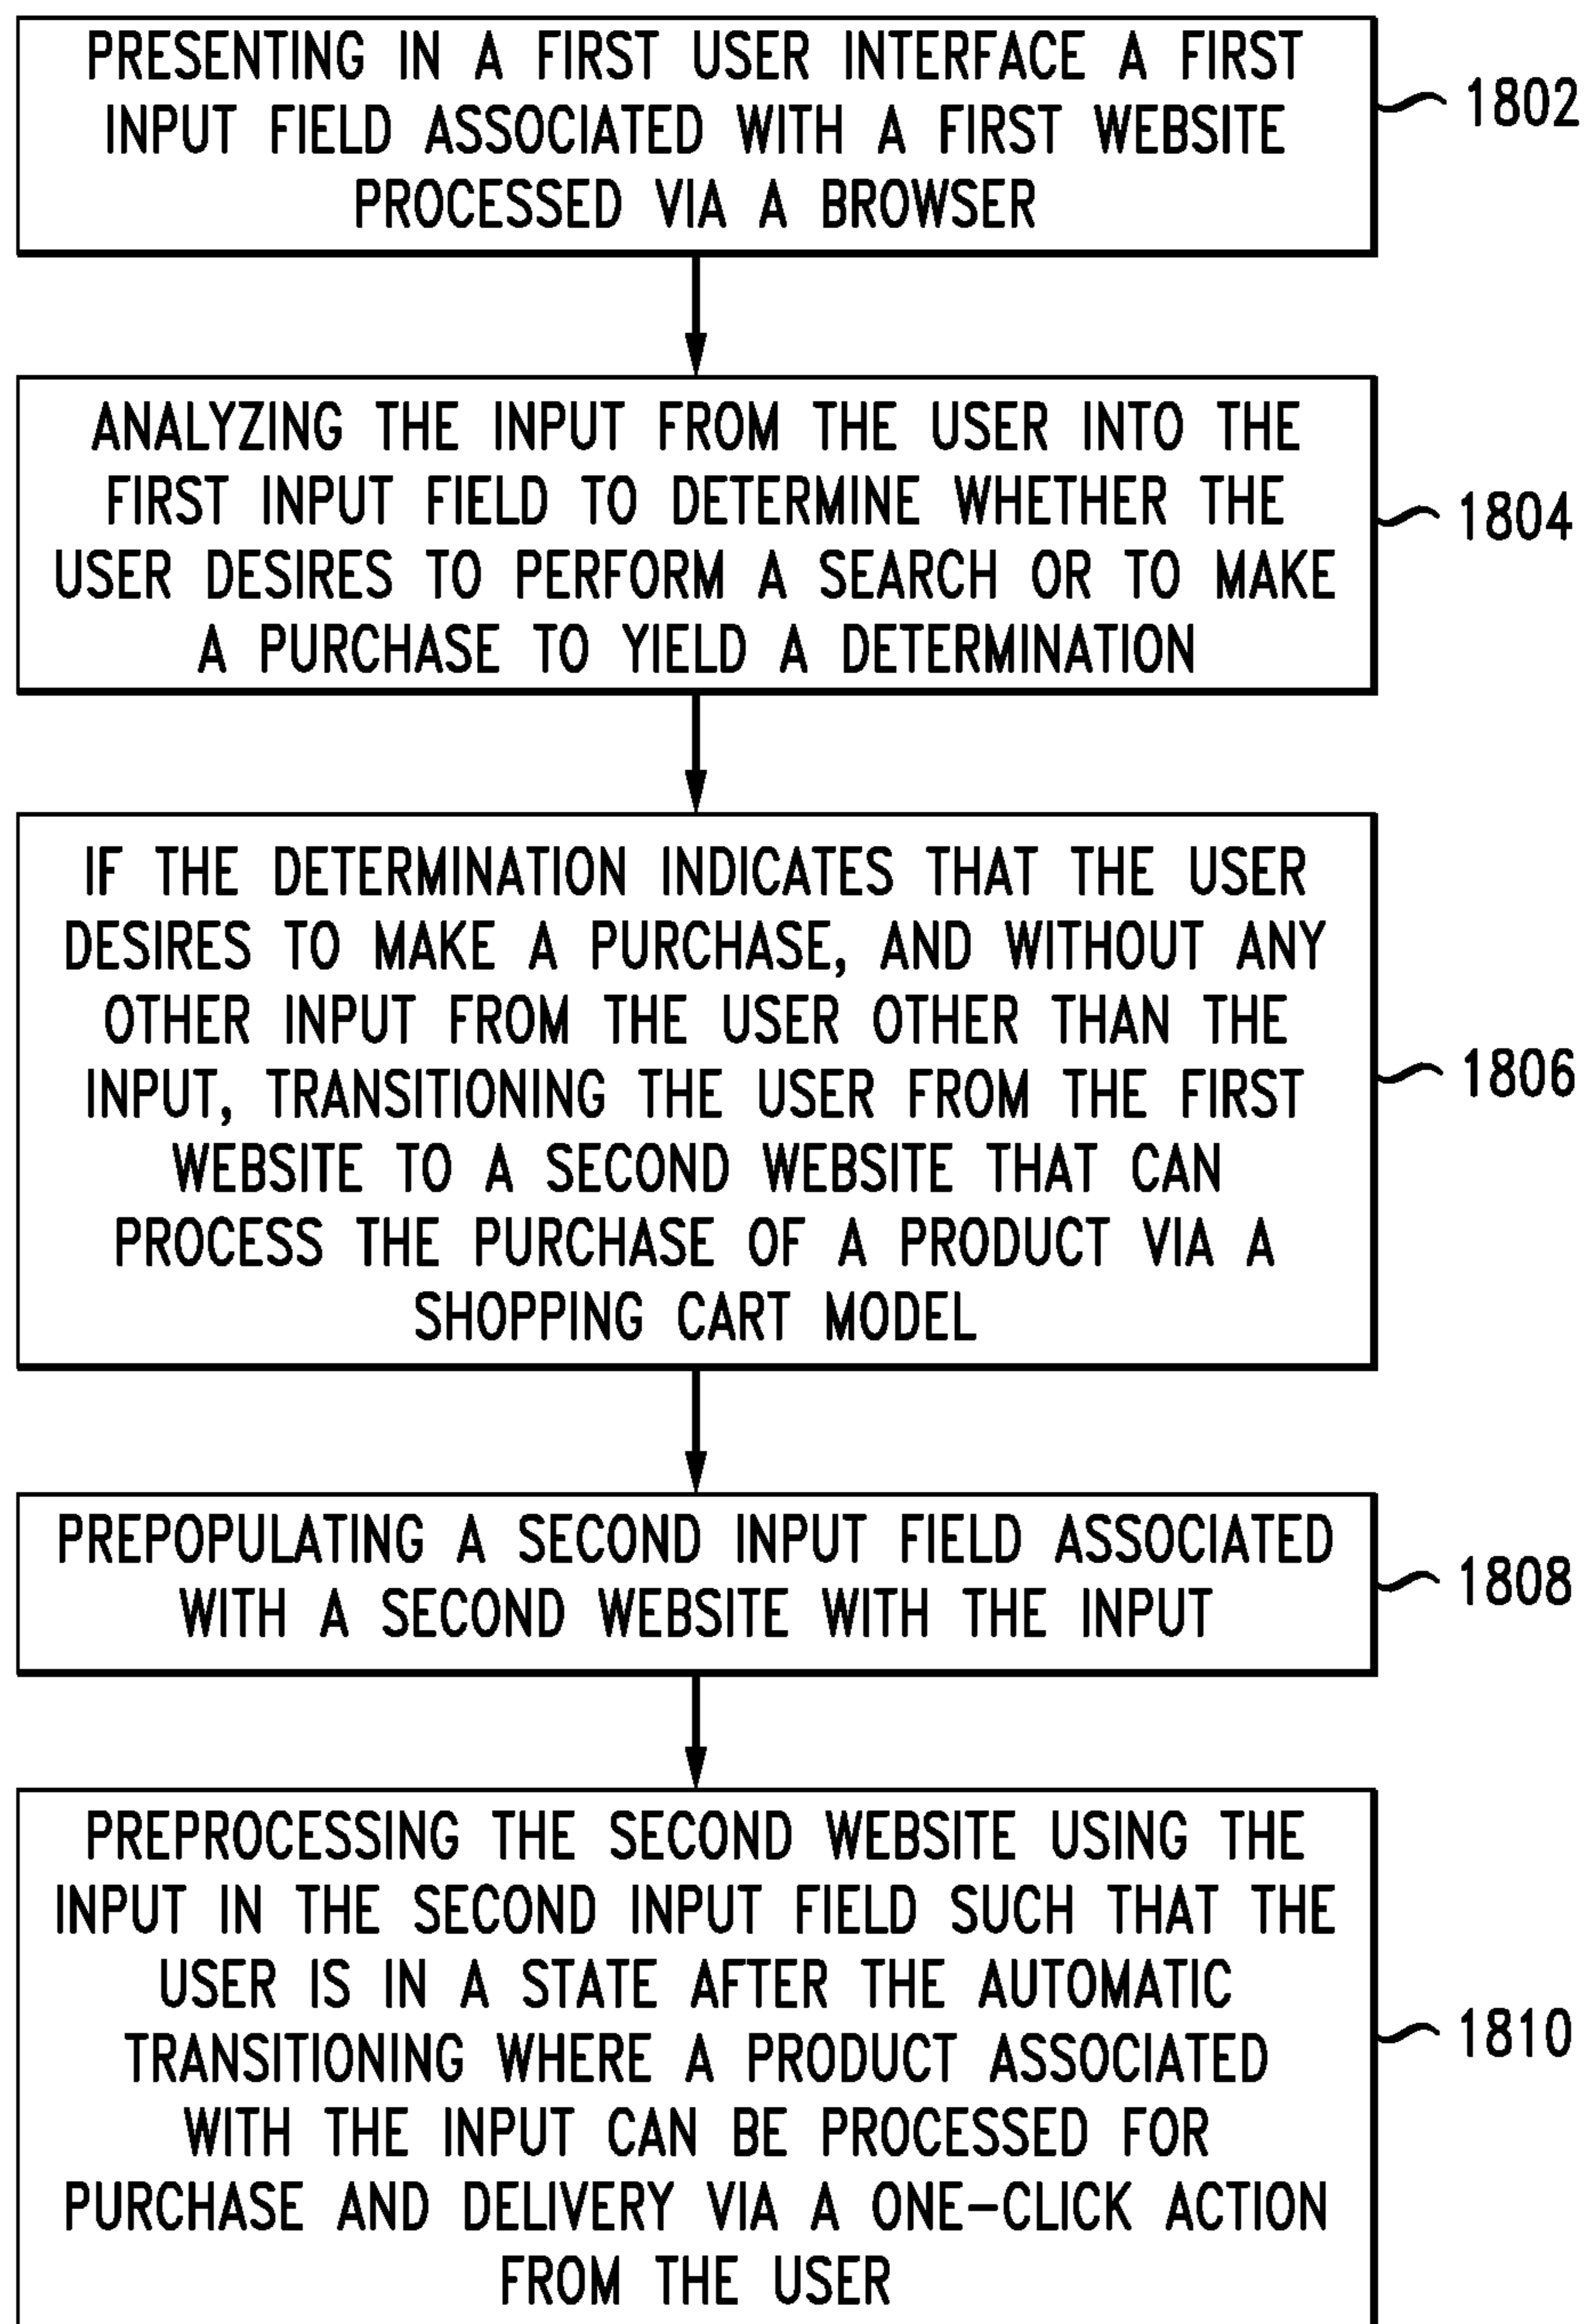 PRESENTING IN A FIRST USER INTERFACE A FIRST
INPUT FIELD ASSOCIATED WITH A FIRST WEBSITE
PROCESSED VIA A BROWSER
1802
ANALYZING THE INPUT FROM THE USER INTO THE
FIRST INPUT FIELD TO DETERMINE WHETHER THE
USER DESIRES TO PERFORM A SEARCH OR TO MAKE
A PURCHASE TO YIELD A DETERMINATION
1804
IF THE DETERMINATION INDICATES THAT THE USER
DESIRES TO MAKE A PURCHASE, AND WITHOUT ANY
OTHER INPUT FROM THE USER OTHER THAN THE
INPUT, TRANSITIONING THE USER FROM THE FIRST
WEBSITE TO A SECOND WEBSITE THAT CAN
PROCESS THE PURCHASE OF A PRODUCT VIA A
SHOPPING CART MODEL
1806
PREPOPULATING A SECOND INPUT FIELD ASSOCIATED
WITH A SECOND WEBSITE WITH THE INPUT
1808
PREPROCESSING THE SECOND WEBSITE USING THE
INPUT IN THE SECOND INPUT FIELD SUCH THAT THE
USER IS IN A STATE AFTER THE AUTOMATIC
TRANSITIONING WHERE A PRODUCT ASSOCIATED
WITH THE INPUT CAN BE PROCESSED FOR
PURCHASE AND DELIVERY VIA A ONE-CLICK ACTION
FROM THE USER
1810